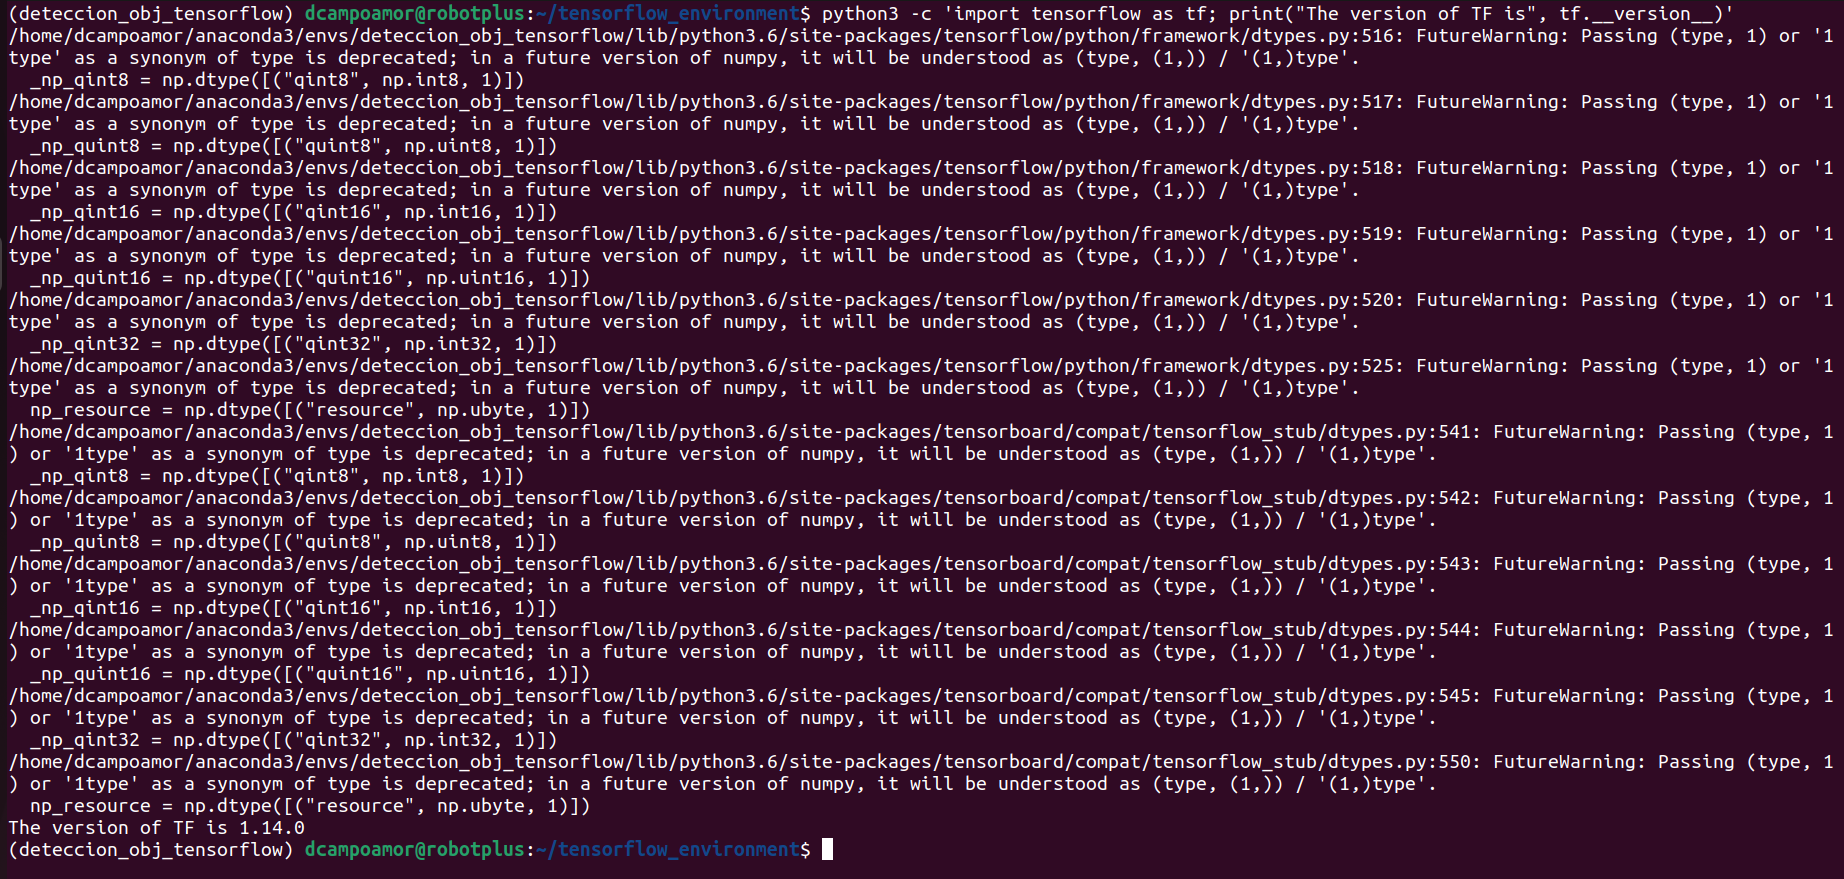 (deteccion_obj_tensorflow) dcampoamor@robotplus:~/tensorflow_environment$ python3 -c 'import tensorflow as tf; print("The version of TF is", tf.__version__)'
/home/dcampoamor/anaconda3/envs/deteccion_obj_tensorflow/lib/python3.6/site-packages/tensorflow/python/framework/dtypes.py:516: FutureWarning: Passing (type, 1) or '1
type' as a synonym of type is deprecated; in a future version of numpy, it will be understood as (type, (1,)) / '(1,)type'.
  _np_qint8 = np.dtype([("qint8", np.int8, 1)])
/home/dcampoamor/anaconda3/envs/deteccion_obj_tensorflow/lib/python3.6/site-packages/tensorflow/python/framework/dtypes.py:517: FutureWarning: Passing (type, 1) or '1
type' as a synonym of type is deprecated; in a future version of numpy, it will be understood as (type, (1,)) / '(1,)type'.
  _np_quint8 = np.dtype([("quint8", np.uint8, 1)])
/home/dcampoamor/anaconda3/envs/deteccion_obj_tensorflow/lib/python3.6/site-packages/tensorflow/python/framework/dtypes.py:518: FutureWarning: Passing (type, 1) or '1
type' as a synonym of type is deprecated; in a future version of numpy, it will be understood as (type, (1,)) / '(1,)type'.
  _np_qint16 = np.dtype([("qint16", np.int16, 1)])
/home/dcampoamor/anaconda3/envs/deteccion_obj_tensorflow/lib/python3.6/site-packages/tensorflow/python/framework/dtypes.py:519: FutureWarning: Passing (type, 1) or '1
type' as a synonym of type is deprecated; in a future version of numpy, it will be understood as (type, (1,)) / '(1,)type'.
  _np_quint16 = np.dtype([("quint16", np.uint16, 1)])
/home/dcampoamor/anaconda3/envs/deteccion_obj_tensorflow/lib/python3.6/site-packages/tensorflow/python/framework/dtypes.py:520: FutureWarning: Passing (type, 1) or '1
type' as a synonym of type is deprecated; in a future version of numpy, it will be understood as (type, (1,)) / '(1,)type'.
  _np_qint32 = np.dtype([("qint32", np.int32, 1)])
/home/dcampoamor/anaconda3/envs/deteccion_obj_tensorflow/lib/python3.6/site-packages/tensorflow/python/framework/dtypes.py:525: FutureWarning: Passing (type, 1) or '1
type' as a synonym of type is deprecated; in a future version of numpy, it will be understood as (type, (1,)) / '(1,)type'.
  np_resource = np.dtype([("resource", np.ubyte, 1)])
/home/dcampoamor/anaconda3/envs/deteccion_obj_tensorflow/lib/python3.6/site-packages/tensorboard/compat/tensorflow_stub/dtypes.py:541: FutureWarning: Passing (type, 1
) or '1type' as a synonym of type is deprecated; in a future version of numpy, it will be understood as (type, (1,)) / '(1,)type'.
  _np_qint8 = np.dtype([("qint8", np.int8, 1)])
/home/dcampoamor/anaconda3/envs/deteccion_obj_tensorflow/lib/python3.6/site-packages/tensorboard/compat/tensorflow_stub/dtypes.py:542: FutureWarning: Passing (type, 1
) or '1type' as a synonym of type is deprecated; in a future version of numpy, it will be understood as (type, (1,)) / '(1,)type'.
  _np_quint8 = np.dtype([("quint8", np.uint8, 1)])
/home/dcampoamor/anaconda3/envs/deteccion_obj_tensorflow/lib/python3.6/site-packages/tensorboard/compat/tensorflow_stub/dtypes.py:543: FutureWarning: Passing (type, 1
) or '1type' as a synonym of type is deprecated; in a future version of numpy, it will be understood as (type, (1,)) / '(1,)type'.
  _np_qint16 = np.dtype([("qint16", np.int16, 1)])
/home/dcampoamor/anaconda3/envs/deteccion_obj_tensorflow/lib/python3.6/site-packages/tensorboard/compat/tensorflow_stub/dtypes.py:544: FutureWarning: Passing (type, 1
) or '1type' as a synonym of type is deprecated; in a future version of numpy, it will be understood as (type, (1,)) / '(1,)type'.
  _np_quint16 = np.dtype([("quint16", np.uint16, 1)])
/home/dcampoamor/anaconda3/envs/deteccion_obj_tensorflow/lib/python3.6/site-packages/tensorboard/compat/tensorflow_stub/dtypes.py:545: FutureWarning: Passing (type, 1
) or '1type' as a synonym of type is deprecated; in a future version of numpy, it will be understood as (type, (1,)) / '(1,)type'.
  _np_qint32 = np.dtype([("qint32", np.int32, 1)])
/home/dcampoamor/anaconda3/envs/deteccion_obj_tensorflow/lib/python3.6/site-packages/tensorboard/compat/tensorflow_stub/dtypes.py:550: FutureWarning: Passing (type, 1
) or '1type' as a synonym of type is deprecated; in a future version of numpy, it will be understood as (type, (1,)) / '(1,)type'.
  np_resource = np.dtype([("resource", np.ubyte, 1)])
The version of TF is 1.14.0
(deteccion_obj_tensorflow) dcampoamor@robotplus:~/tensorflow_environment$